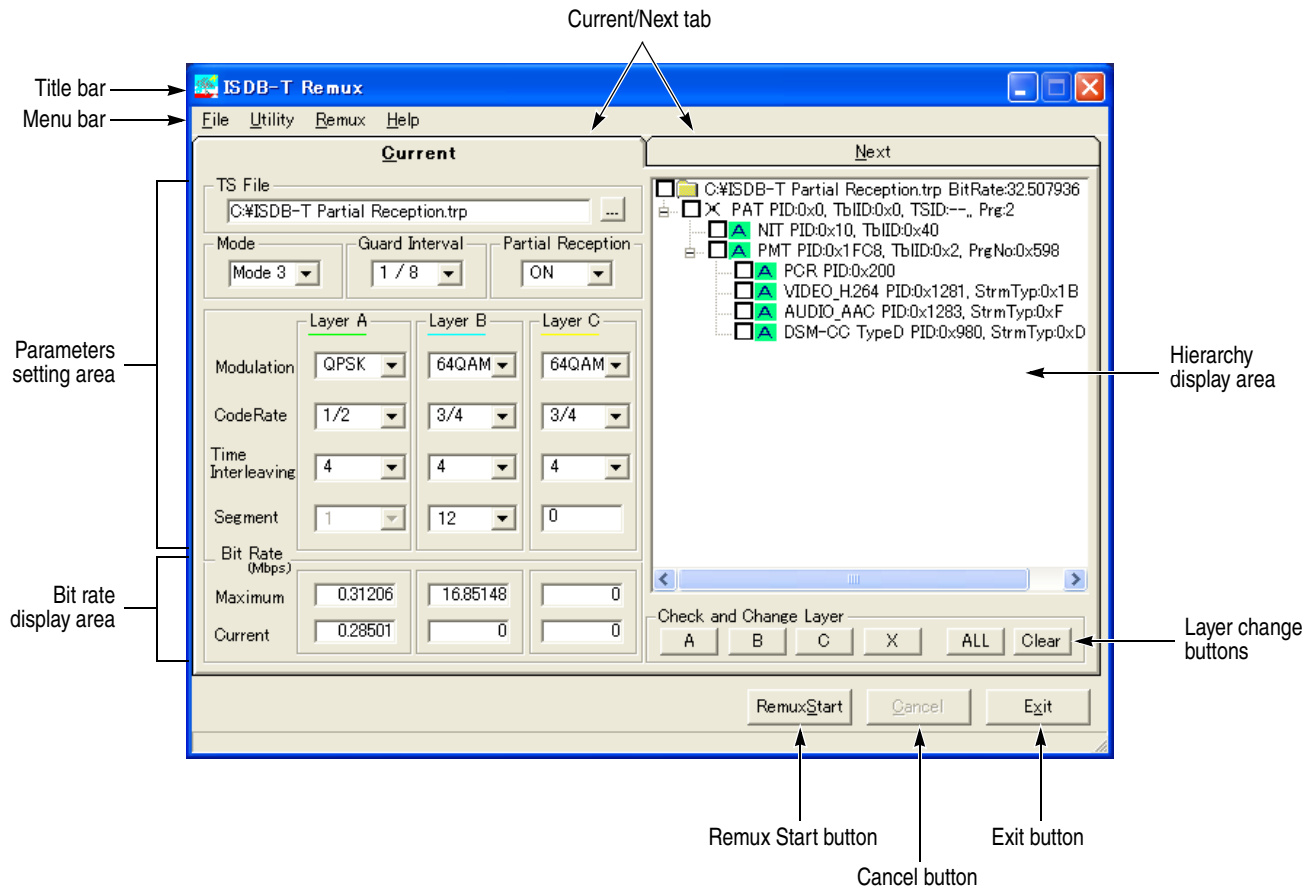 Current/Next tab
Title bar
ISDB-T Remux
Menu bar
File Utility Remux Help
Current
Next
TS File
C:¥ISDB-T Partial Reception.trp
...
Mode
Mode 3
Guard Interval
1 / 8
Partial Reception
ON
Parameters
setting area
Layer A
Layer B
Layer C
Modulation
QPSK
64QAM
64QAM
CodeRate
1/2
3/4
3/4
Time
Interleaving
4
4
4
Segment
1
12
0
Bit rate
display area
Bit Rate
(Mbps)
Maximum
0.31206
16.85148
0
Current
0.28501
0
0
C:¥ISDB-T Partial Reception.trp BitRate:32.507936
PAT PID:0x0, TblID:0x0, TSID:--,, Prg:2
A NIT PID:0x10, TblID:0x40
A PMT PID:0x1FC8, TblID:0x2, PrgNo:0x598
A PCR PID:0x200
A VIDEO_H.264 PID:0x1281, StrmTyp:0x1B
A AUDIO_AAC PID:0x1283, StrmTyp:0xF
A DSM-CC TypeD PID:0x980, StrmTyp:0xD
Hierarchy
display area
Check and Change Layer
A B C X ALL Clear
Layer change
buttons
RemuxStart Cancel Exit
Remux Start button
Cancel button
Exit button